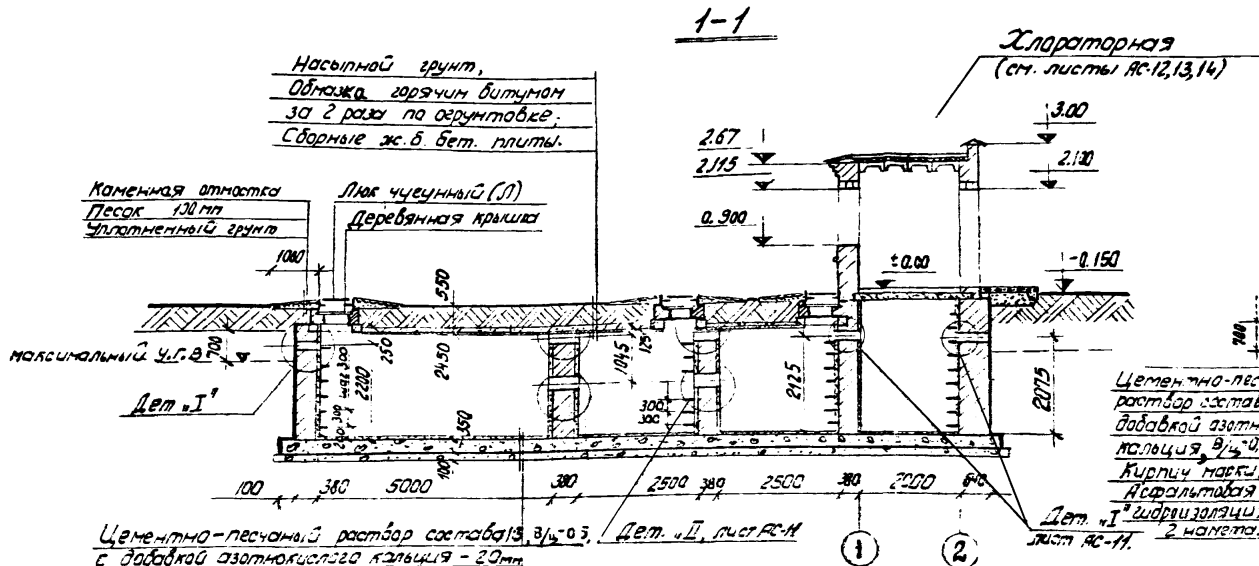 1-1
Хлораторная
(см. листы АС-12,13,14)
Насыпной грунт,
Обмазка горячим битумом
за 2 раза по огрунтовке;
Сборные ж.б. бет. плиты.
Каменная отмостка
Песок 100мм
Уплотненный грунт
Люк чугунный (Л)
Деревянная крышка
3.00
2.67
2.115
2.100
0.900
±0.00
-0.150
1000
550
максимальный У.Г.В.
700
250
2450
2200
1045
125
2125
2075
700
300
300
350
100
Дет „I"
100 380 5000 380 2500 380 2500 380 2000 640
Цементно-песчаный раствор состава 1:3, В/ц-0.5,
с добавкой азотнокислого кальция - 20мм
Дет. „II, лист АС-11
1 2
Дет. „I"
лист АС-11.
Цементно-пес
раствор состав
добавкой азотн
кальция, В/ц-0,
Кирпич марки
Асфальтовая
гидроизоляци
2 намета